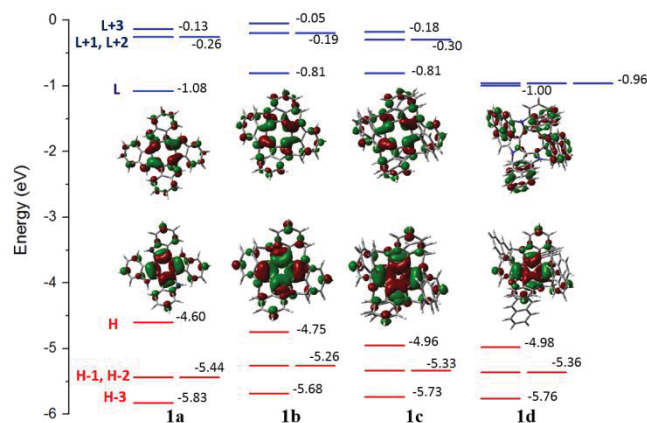 0
-1
-2
-3
-4
-5
-6
Energy (eV)
L+3
L+1, L+2
L
H
H-1, H-2
H-3
-0.13
-0.26
-1.08
-4.60
-5.44
-5.83
1a
-0.05
-0.19
-0.81
-4.75
-5.26
-5.68
1b
-0.18
-0.30
-0.81
-4.96
-5.33
-5.73
1c
-0.96
-1.00
-4.98
-5.36
-5.76
1d